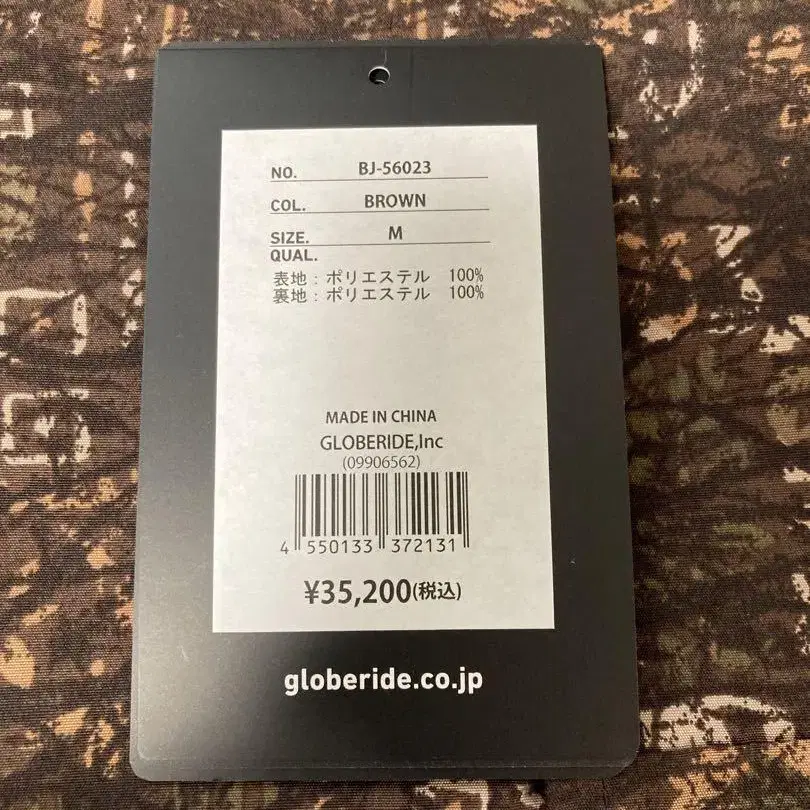 NO. BJ-56023
COL. BROWN
SIZE. M
QUAL.
表地：ポリエステル 100%
裏地：ポリエステル 100%
MADE IN CHINA
GLOBERIDE,Inc
(09906562)
4 550133 372131
¥35,200(税込)
globeride.co.jp